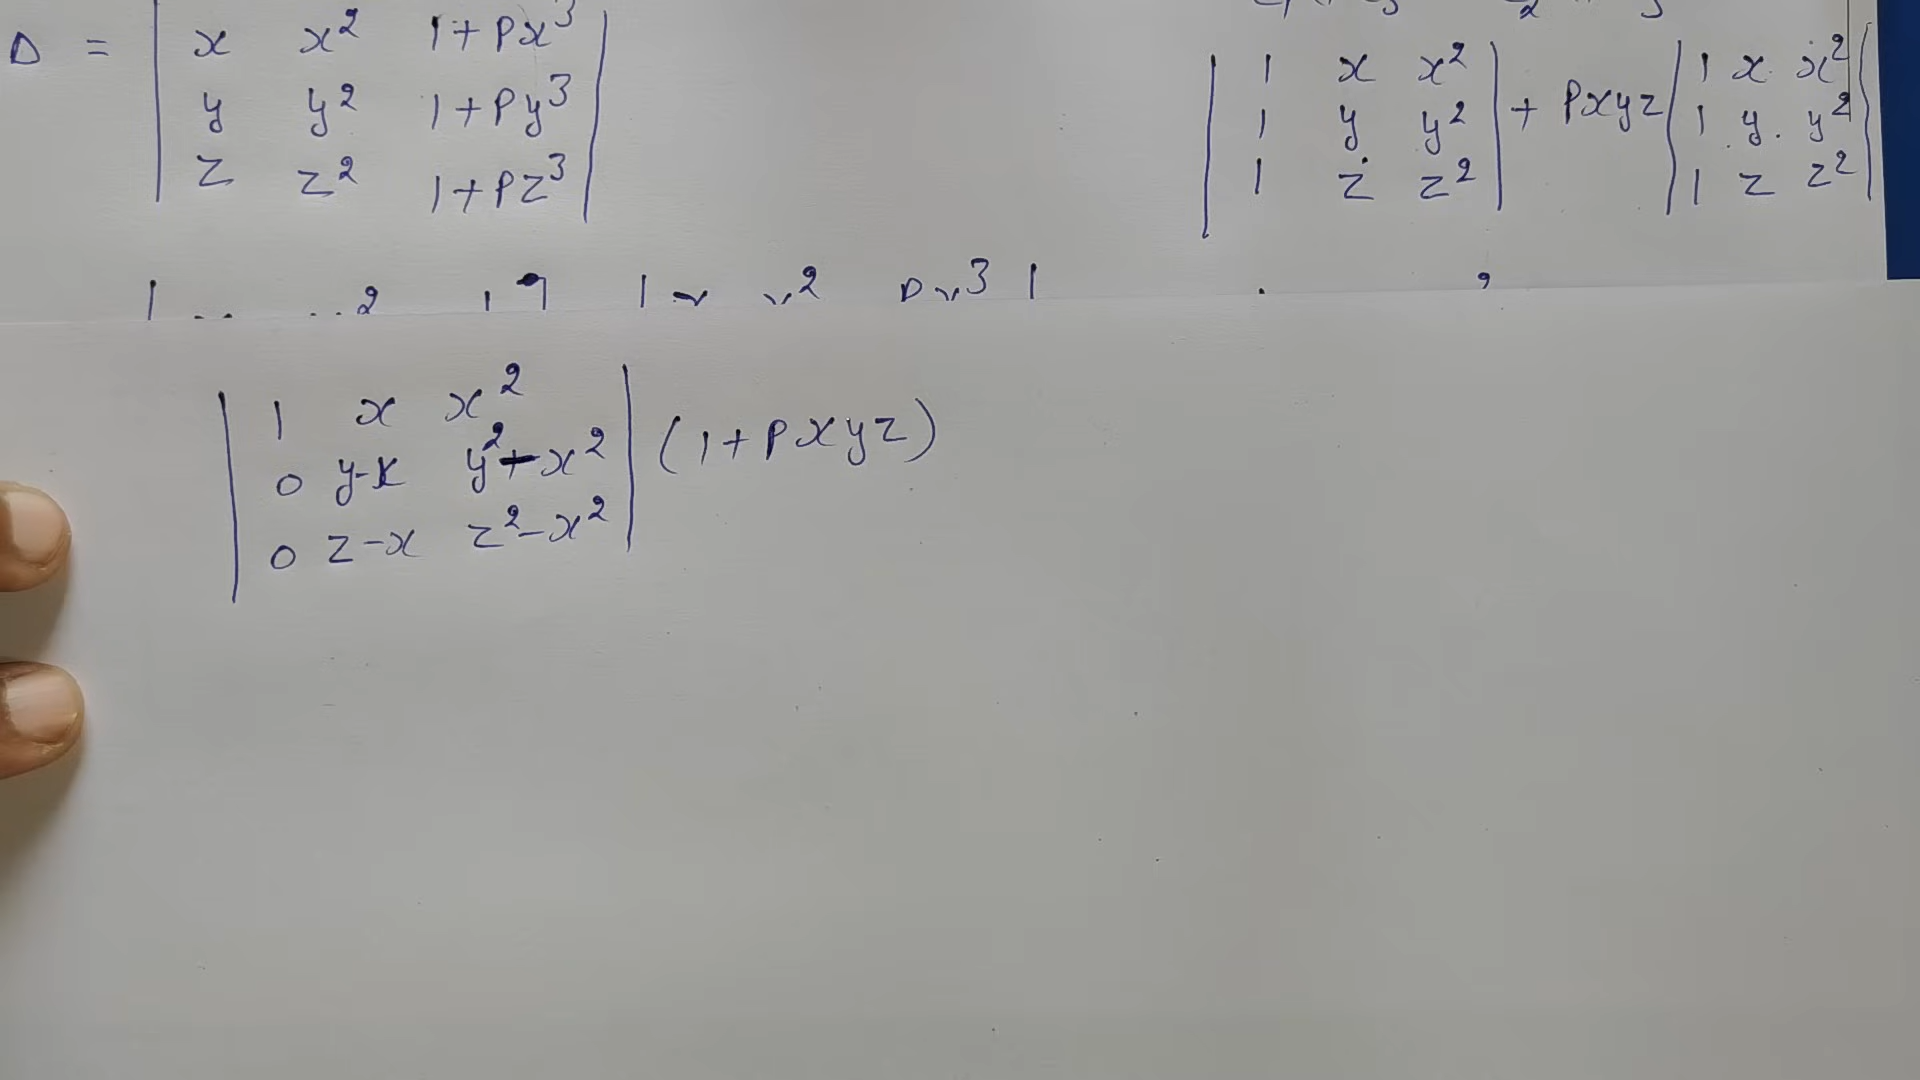 Δ = | x x² 1+Px³ |
| y y² 1+Py³ |
| z z² 1+Pz³ |
| 1 x x² | + Pxyz | 1 x x² |
| 1 y y² | | 1 y y² |
| 1 z z² | | 1 z z² |
| 1 x x² |
| 0 y-x y²-x² | (1+Pxyz)
| 0 z-x z²-x² |